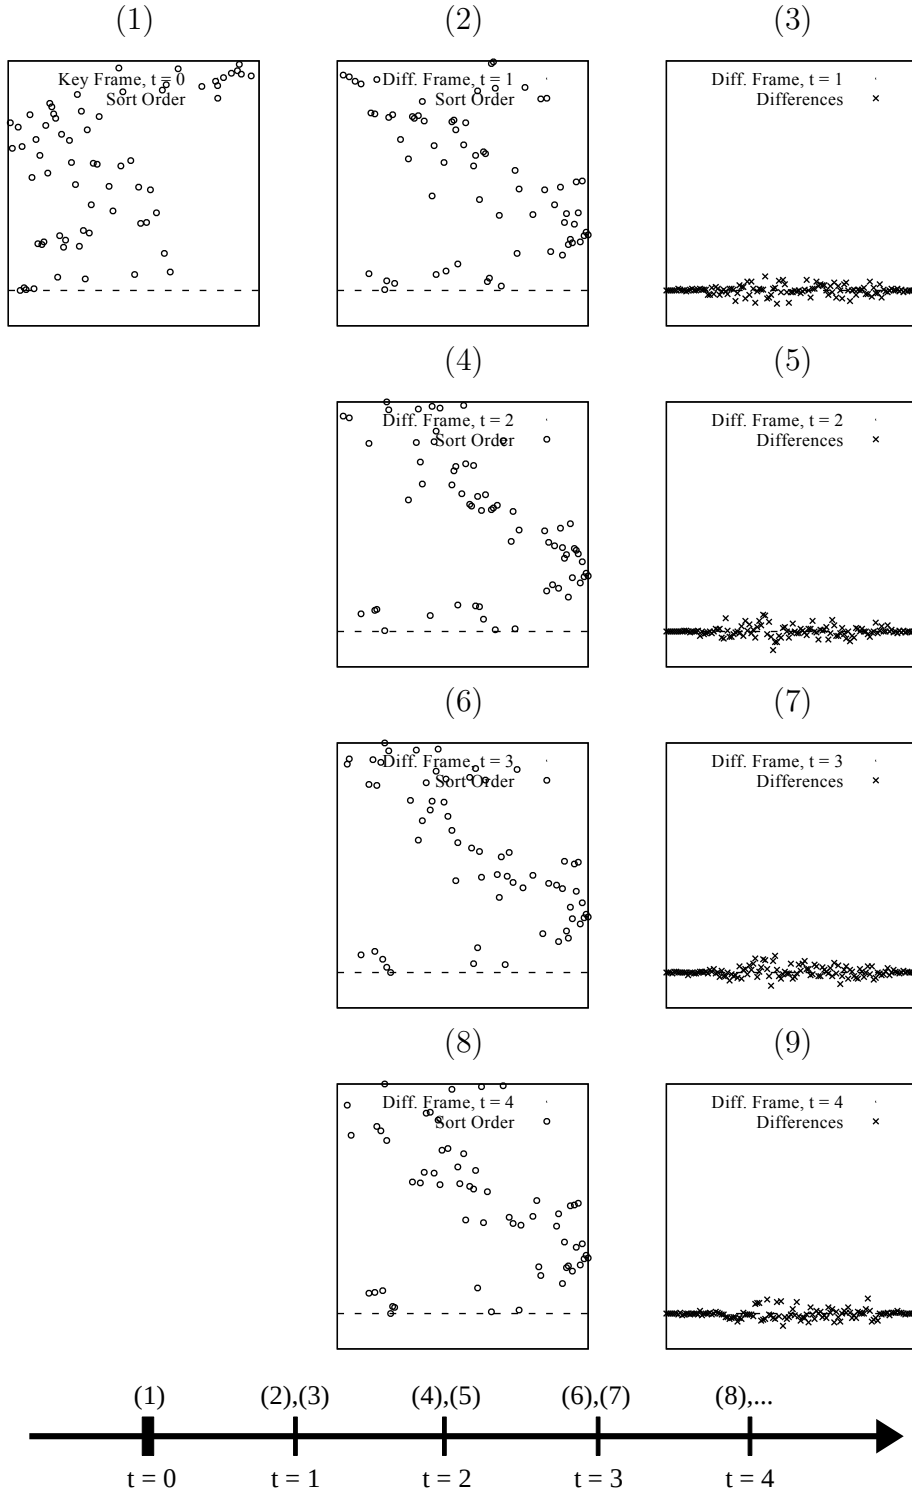 (1)
(2)
(3)
Key Frame, t = 0
Sort Order
Diff. Frame, t = 1
Sort Order
Diff. Frame, t = 1
Differences
(4)
(5)
Diff. Frame, t = 2
Sort Order
Diff. Frame, t = 2
Differences
(6)
(7)
Diff. Frame, t = 3
Sort Order
Diff. Frame, t = 3
Differences
(8)
(9)
Diff. Frame, t = 4
Sort Order
Diff. Frame, t = 4
Differences
(1)
(2),(3)
(4),(5)
(6),(7)
(8),...
t = 0
t = 1
t = 2
t = 3
t = 4